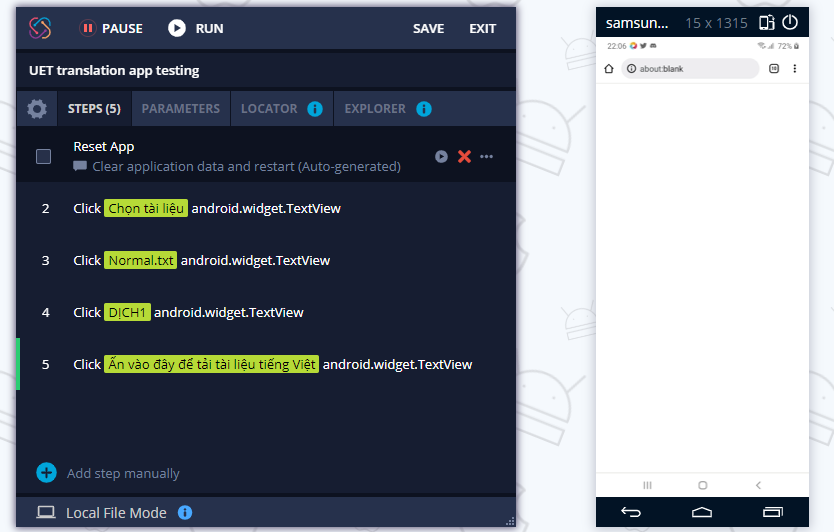 PAUSE RUN SAVE EXIT
UET translation app testing
STEPS (5) PARAMETERS LOCATOR EXPLORER
Reset App
Clear application data and restart (Auto-generated)
2 Click Chọn tài liệu android.widget.TextView
3 Click Normal.txt android.widget.TextView
4 Click DỊCH1 android.widget.TextView
5 Click Ấn vào đây để tải tài liệu tiếng Việt android.widget.TextView
Add step manually
Local File Mode
samsun... 15 x 1315
22:06 72%
about:blank